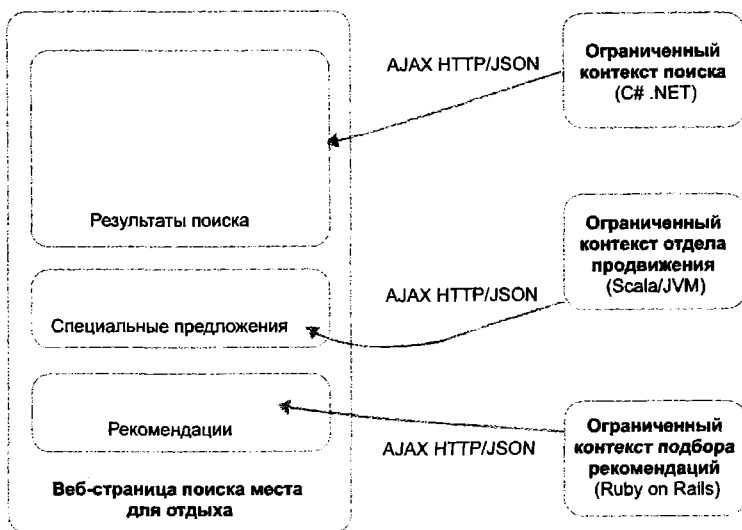 Ограниченный
контекст поиска
(C# .NET)
AJAX HTTP/JSON
Результаты поиска
Ограниченный
контекст отдела
продвижения
(Scala/JVM)
AJAX HTTP/JSON
Специальные предложения
Рекомендации
AJAX HTTP/JSON
Ограниченный
контекст подбора
рекомендаций
(Ruby on Rails)
Веб-страница поиска места
для отдыха